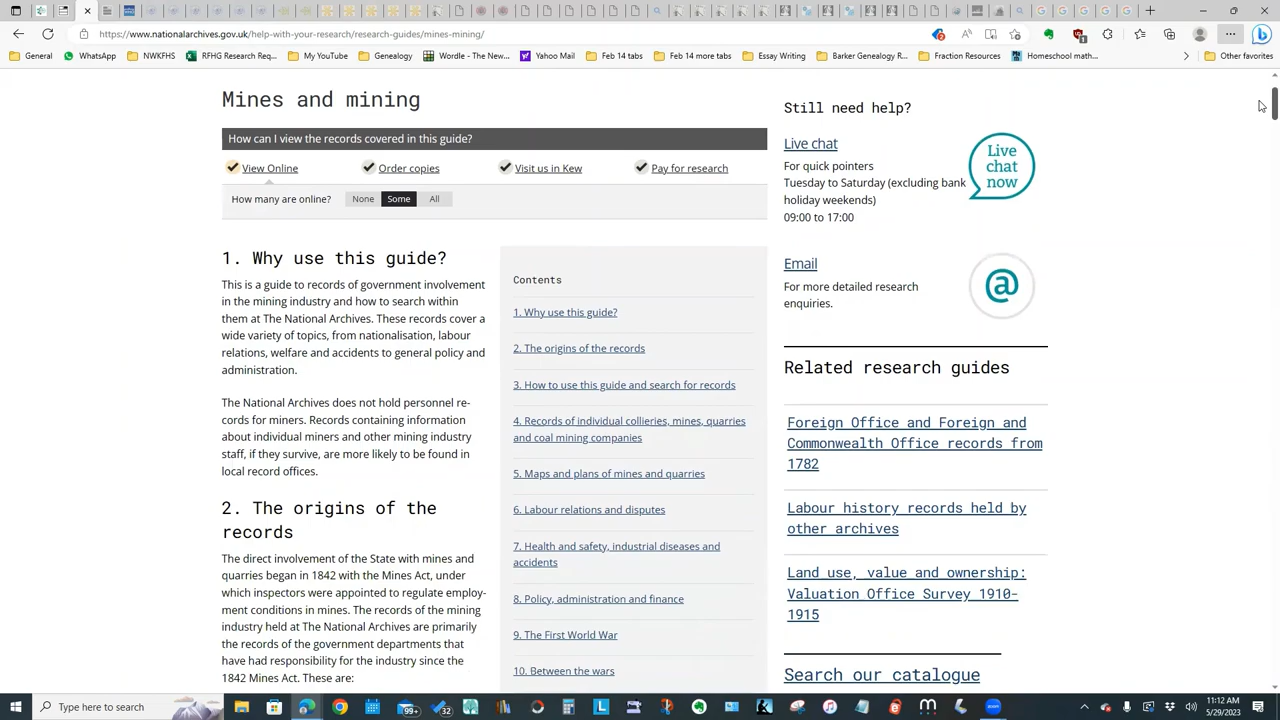 https://www.nationalarchives.gov.uk/help-with-your-research/research-guides/mines-mining/
General
WhatsApp
NWKFHS
RFHG Research Req...
My YouTube
Genealogy
Wordle - The New...
Yahoo Mail
Feb 14 tabs
Feb 14 more tabs
Essay Writing
Barker Genealogy R...
Fraction Resources
Homeschool math...
Other favorites
Mines and mining
How can I view the records covered in this guide?
View Online
Order copies
Visit us in Kew
Pay for research
How many are online?
None
Some
All
1. Why use this guide?
This is a guide to records of government involvement
in the mining industry and how to search within
them at The National Archives. These records cover a
wide variety of topics, from nationalisation, labour
relations, welfare and accidents to general policy and
administration.
The National Archives does not hold personnel re-
cords for miners. Records containing information
about individual miners and other mining industry
staff, if they survive, are more likely to be found in
local record offices.
2. The origins of the
records
The direct involvement of the State with mines and
quarries began in 1842 with the Mines Act, under
which inspectors were appointed to regulate employ-
ment conditions in mines. The records of the mining
industry held at The National Archives are primarily
the records of the government departments that
have had responsibility for the industry since the
1842 Mines Act. These are:
Contents
1. Why use this guide?
2. The origins of the records
3. How to use this guide and search for records
4. Records of individual collieries, mines, quarries
and coal mining companies
5. Maps and plans of mines and quarries
6. Labour relations and disputes
7. Health and safety, industrial diseases and
accidents
8. Policy, administration and finance
9. The First World War
10. Between the wars
Still need help?
Live chat
For quick pointers
Tuesday to Saturday (excluding bank
holiday weekends)
09:00 to 17:00
Live
chat
now
Email
For more detailed research
enquiries.
@
Related research guides
Foreign Office and Foreign and
Commonwealth Office records from
1782
Labour history records held by
other archives
Land use, value and ownership:
Valuation Office Survey 1910-
1915
Search our catalogue
Type here to search
99+
32
11:12 AM
5/29/2023